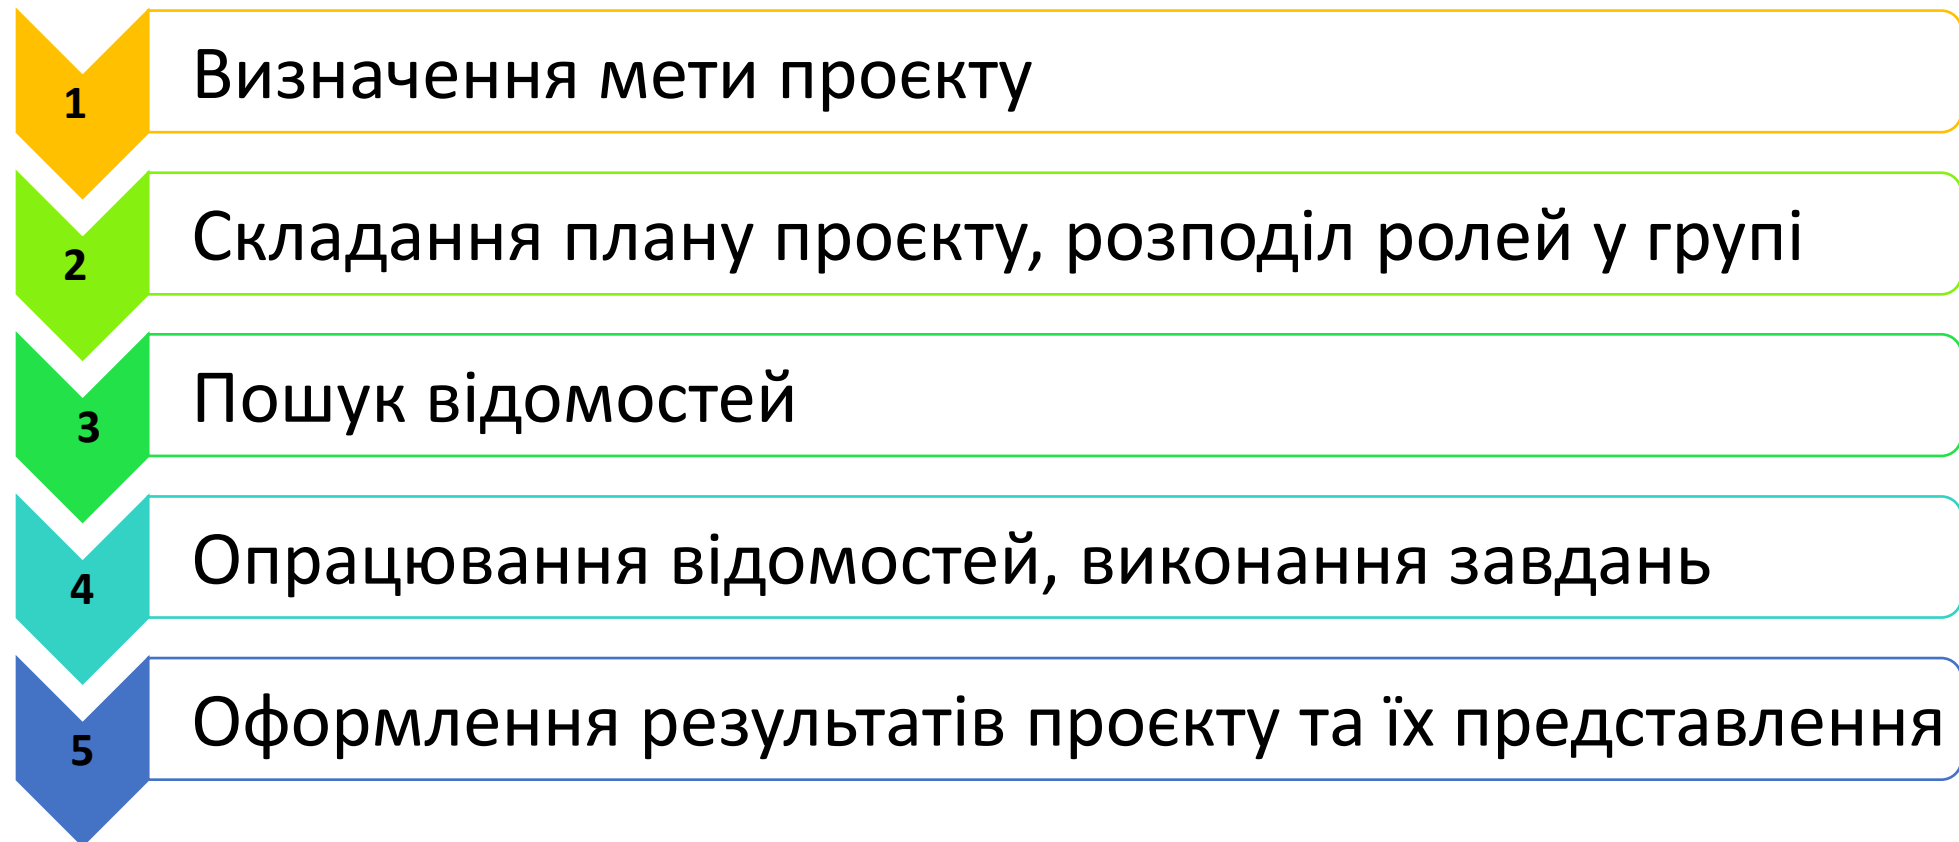 1
Визначення мети проєкту
2
Складання плану проєкту, розподіл ролей у групі
3
Пошук відомостей
4
Опрацювання відомостей, виконання завдань
5
Оформлення результатів проєкту та їх представлення